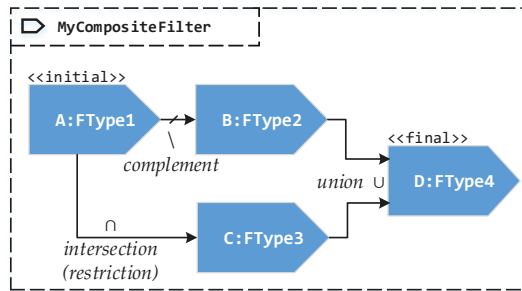 MyCompositeFilter
<<initial>>
A:FType1
B:FType2
\
complement
<<final>>
union ∪
D:FType4
∩
intersection
(restriction)
C:FType3